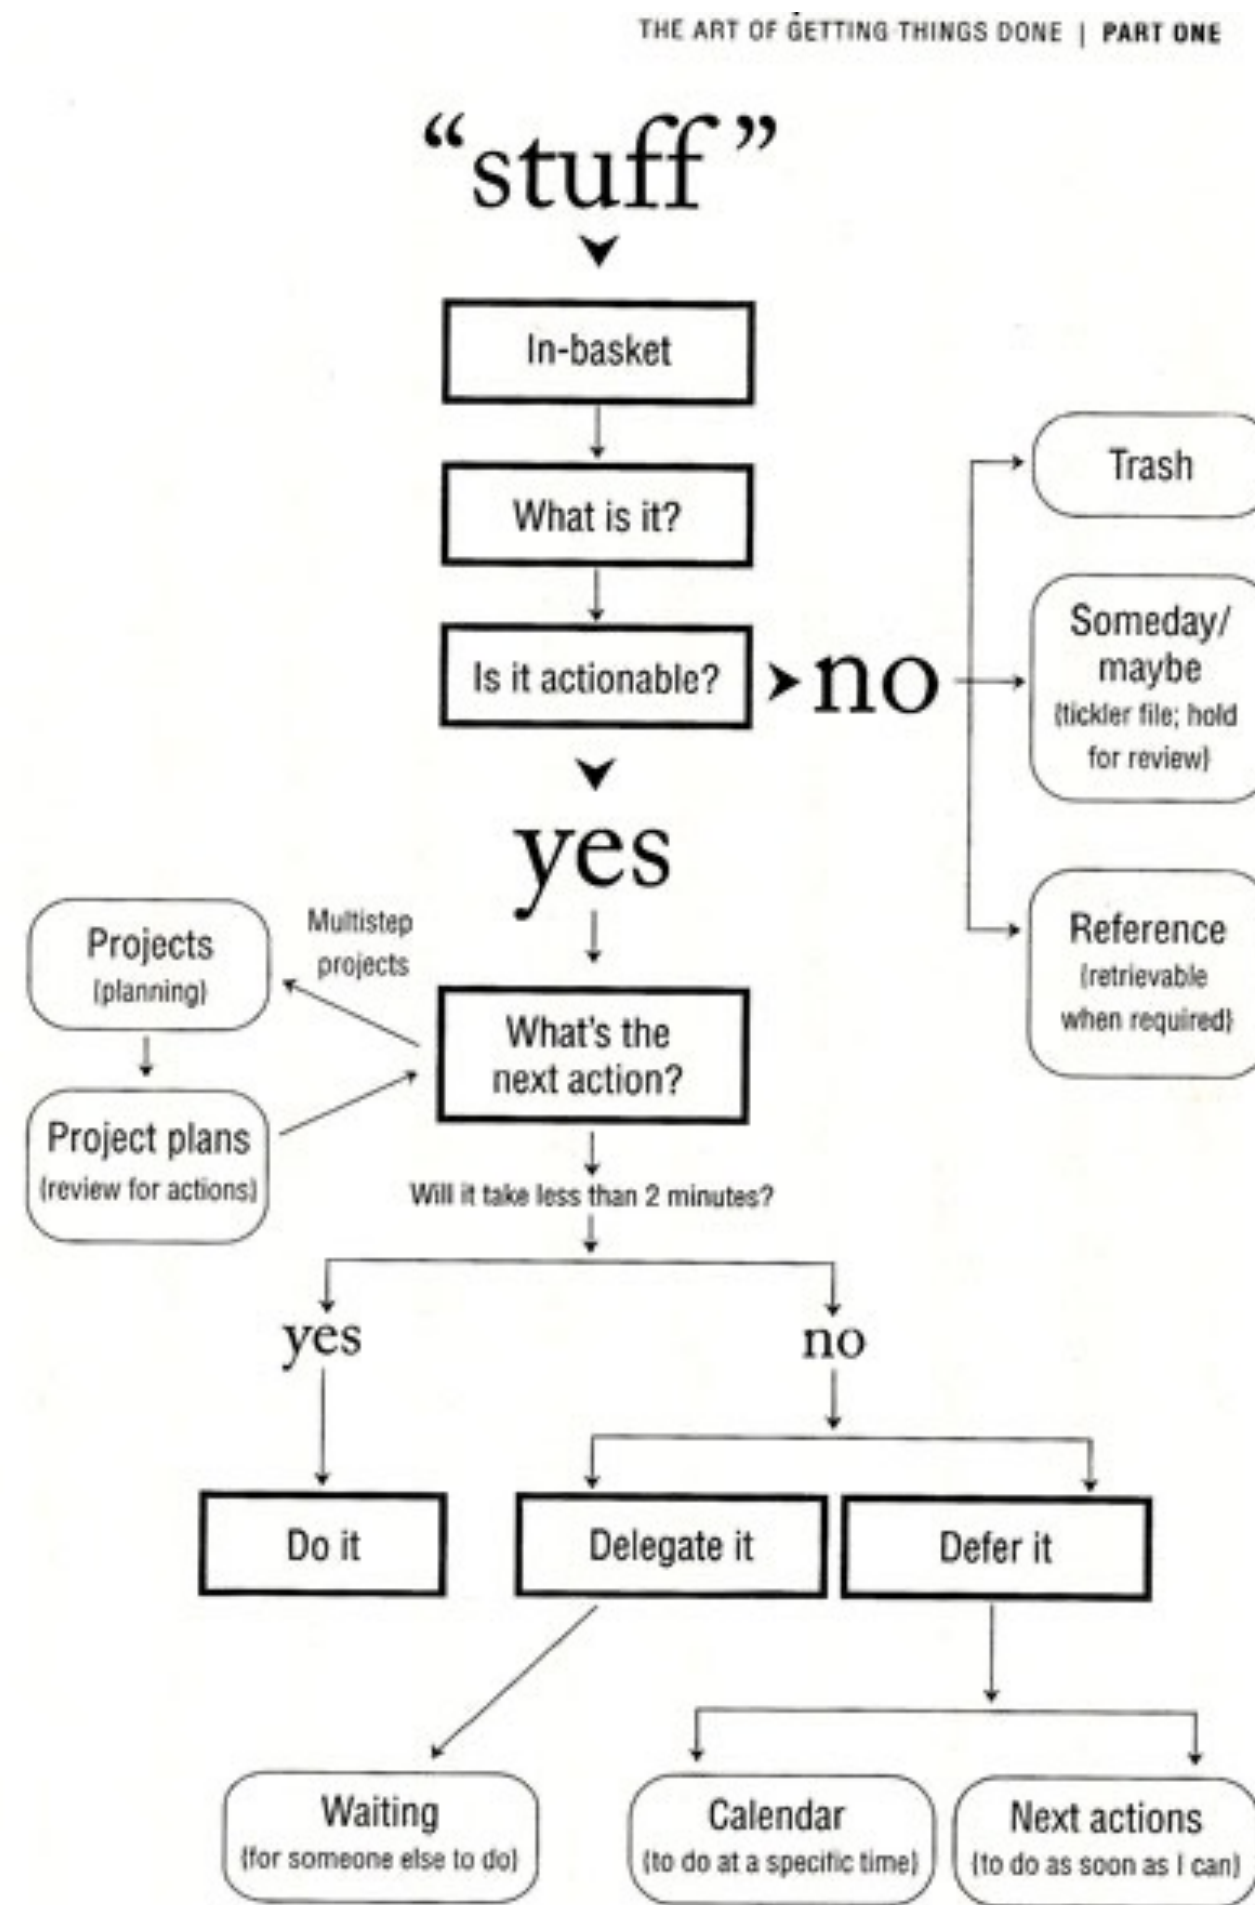 THE ART OF GETTING THINGS DONE | PART ONE
“stuff”
In-basket
What is it?
Is it actionable?
no
Trash
Someday/
maybe
(tickler file; hold
for review)
Reference
(retrievable
when required)
yes
Multistep
projects
Projects
(planning)
Project plans
(review for actions)
What's the
next action?
Will it take less than 2 minutes?
yes
no
Do it
Delegate it
Defer it
Waiting
(for someone else to do)
Calendar
(to do at a specific time)
Next actions
(to do as soon as I can)